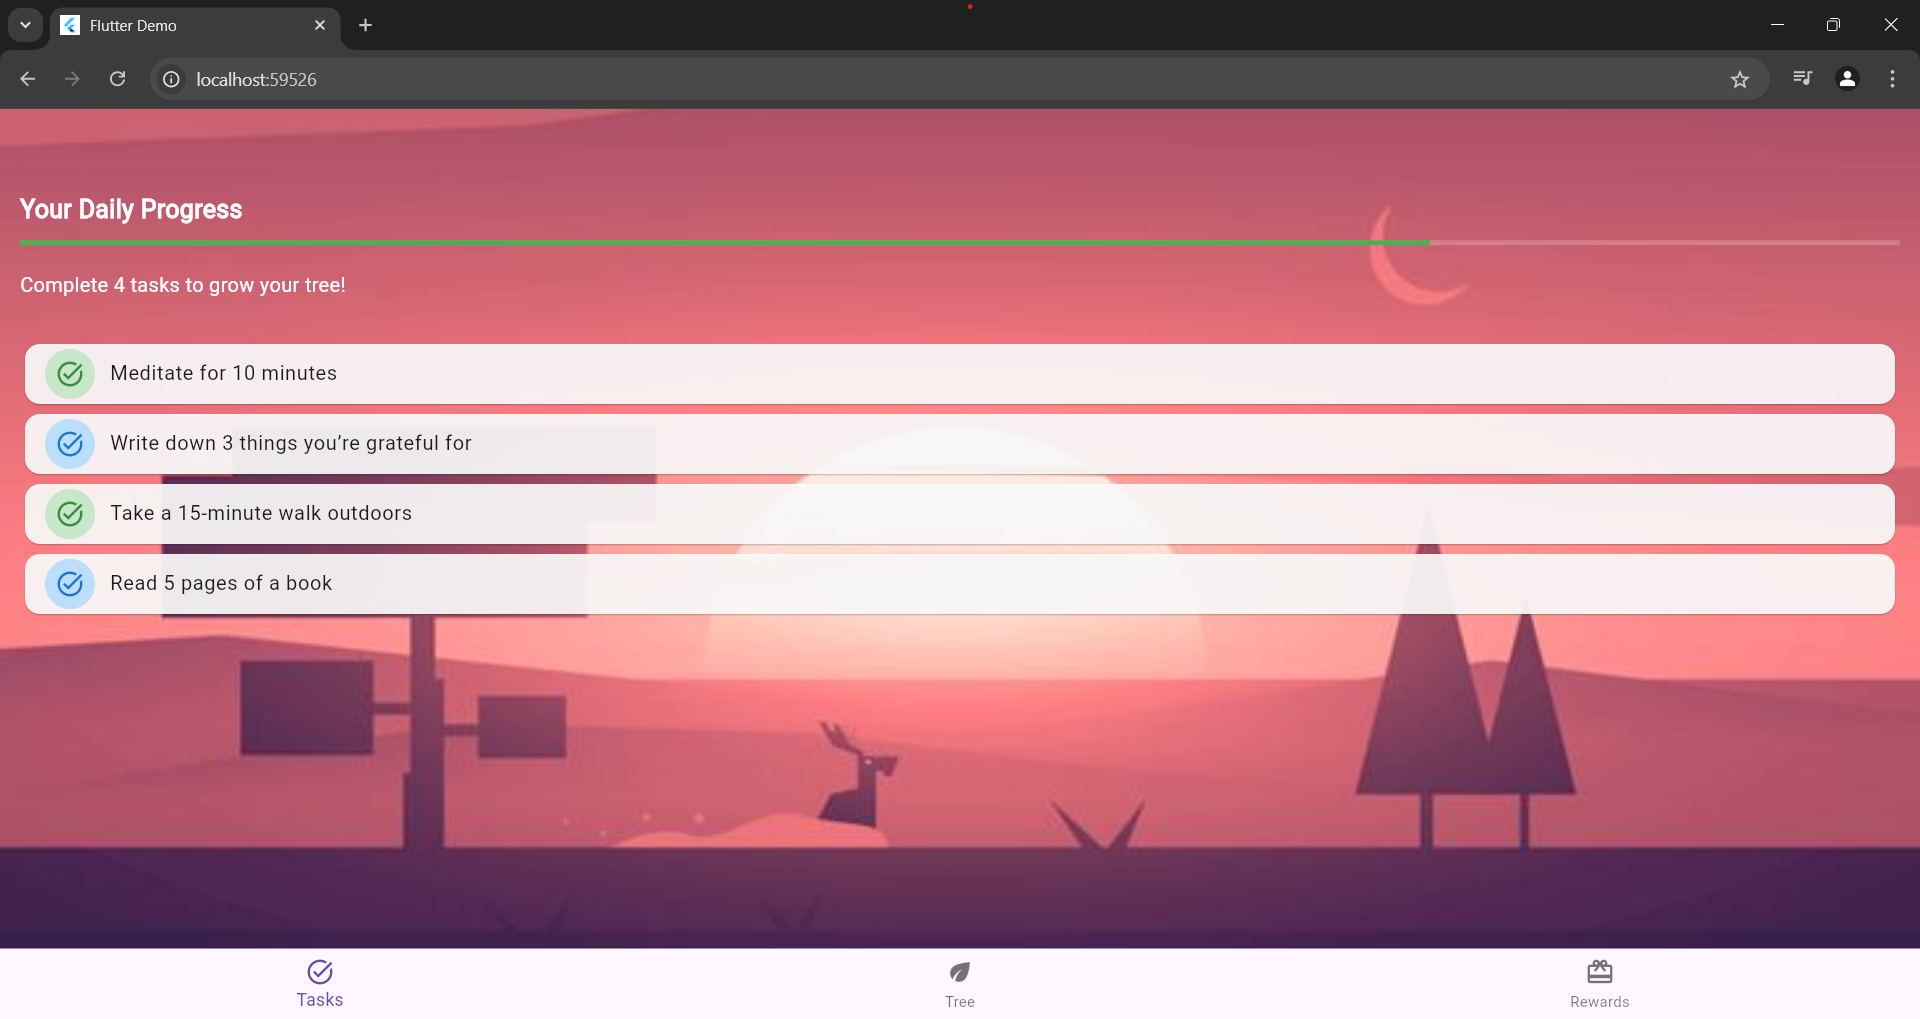 Flutter Demo
localhost:59526
Your Daily Progress
Complete 4 tasks to grow your tree!
Meditate for 10 minutes
Write down 3 things you’re grateful for
Take a 15-minute walk outdoors
Read 5 pages of a book
Tasks
Tree
Rewards